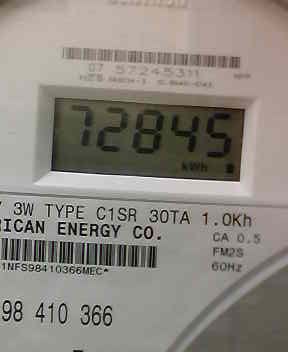 07 57245311
72845
kWh
3W TYPE C1SR 30TA 1.0Kh
RICAN ENERGY CO.
CA 0.5
FM2S
60Hz
1NFS98410366MEC*
98 410 366